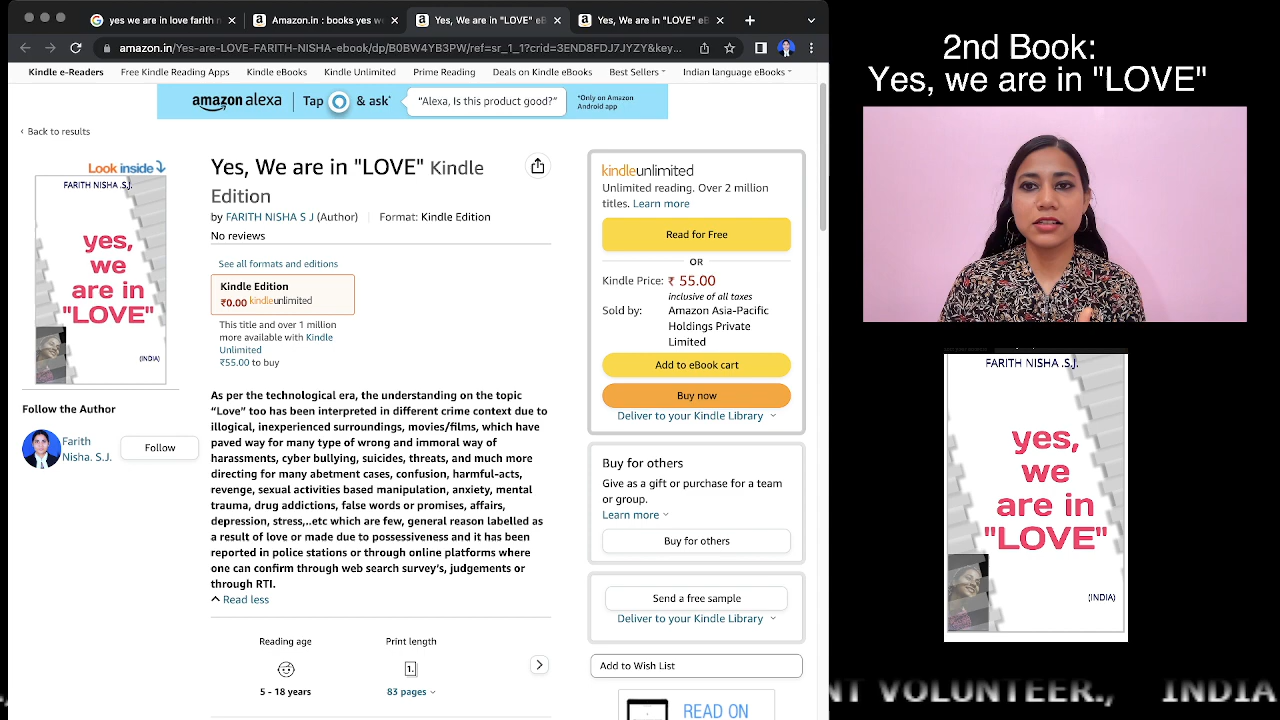 yes we are in love farith n
Amazon.in : books yes w
Yes, We are in "LOVE" eB
Yes, We are in "LOVE" eB
amazon.in/Yes-are-LOVE-FARITH-NISHA-ebook/dp/B0BW4YB3PW/ref=sr_1_1?crid=3END8FDJ7JYZY&key...
Kindle e-Readers
Free Kindle Reading Apps
Kindle eBooks
Kindle Unlimited
Prime Reading
Deals on Kindle eBooks
Best Sellers
Indian language eBooks
amazon alexa
Tap & ask*
“Alexa, Is this product good?”
*Only on Amazon
Android app
‹ Back to results
Look inside
FARITH NISHA .S.J.
yes,
we
are in
"LOVE"
(INDIA)
Follow the Author
Farith
Nisha. S.J.
Follow
Yes, We are in "LOVE" Kindle
Edition
by FARITH NISHA S J (Author)
Format: Kindle Edition
No reviews
See all formats and editions
Kindle Edition
₹0.00 kindleunlimited
This title and over 1 million
more available with Kindle
Unlimited
₹55.00 to buy
As per the technological era, the understanding on the topic
“Love” too has been interpreted in different crime context due to
illogical, inexperienced surroundings, movies/films, which have
paved way for many type of wrong and immoral way of
harassments, cyber bullying, suicides, threats, and much more
directing for many abetment cases, confusion, harmful-acts,
revenge, sexual activities based manipulation, anxiety, mental
trauma, drug addictions, false words or promises, affairs,
depression, stress,..etc which are few, general reason labelled as
a result of love or made due to possessiveness and it has been
reported in police stations or through online platforms where
one can confirm through web search survey’s, judgements or
through RTI.
Read less
Reading age
5 - 18 years
Print length
1.
83 pages
kindleunlimited
Unlimited reading. Over 2 million
titles. Learn more
Read for Free
OR
Kindle Price: ₹ 55.00
inclusive of all taxes
Sold by: Amazon Asia-Pacific
Holdings Private
Limited
Add to eBook cart
Buy now
Deliver to your Kindle Library
Buy for others
Give as a gift or purchase for a team
or group.
Learn more
Buy for others
Send a free sample
Deliver to your Kindle Library
Add to Wish List
READ ON
2nd Book:
Yes, we are in "LOVE"
FARITH NISHA .S.J.
yes,
we
are in
"LOVE"
(INDIA)
NT VOLUNTEER., INDIA